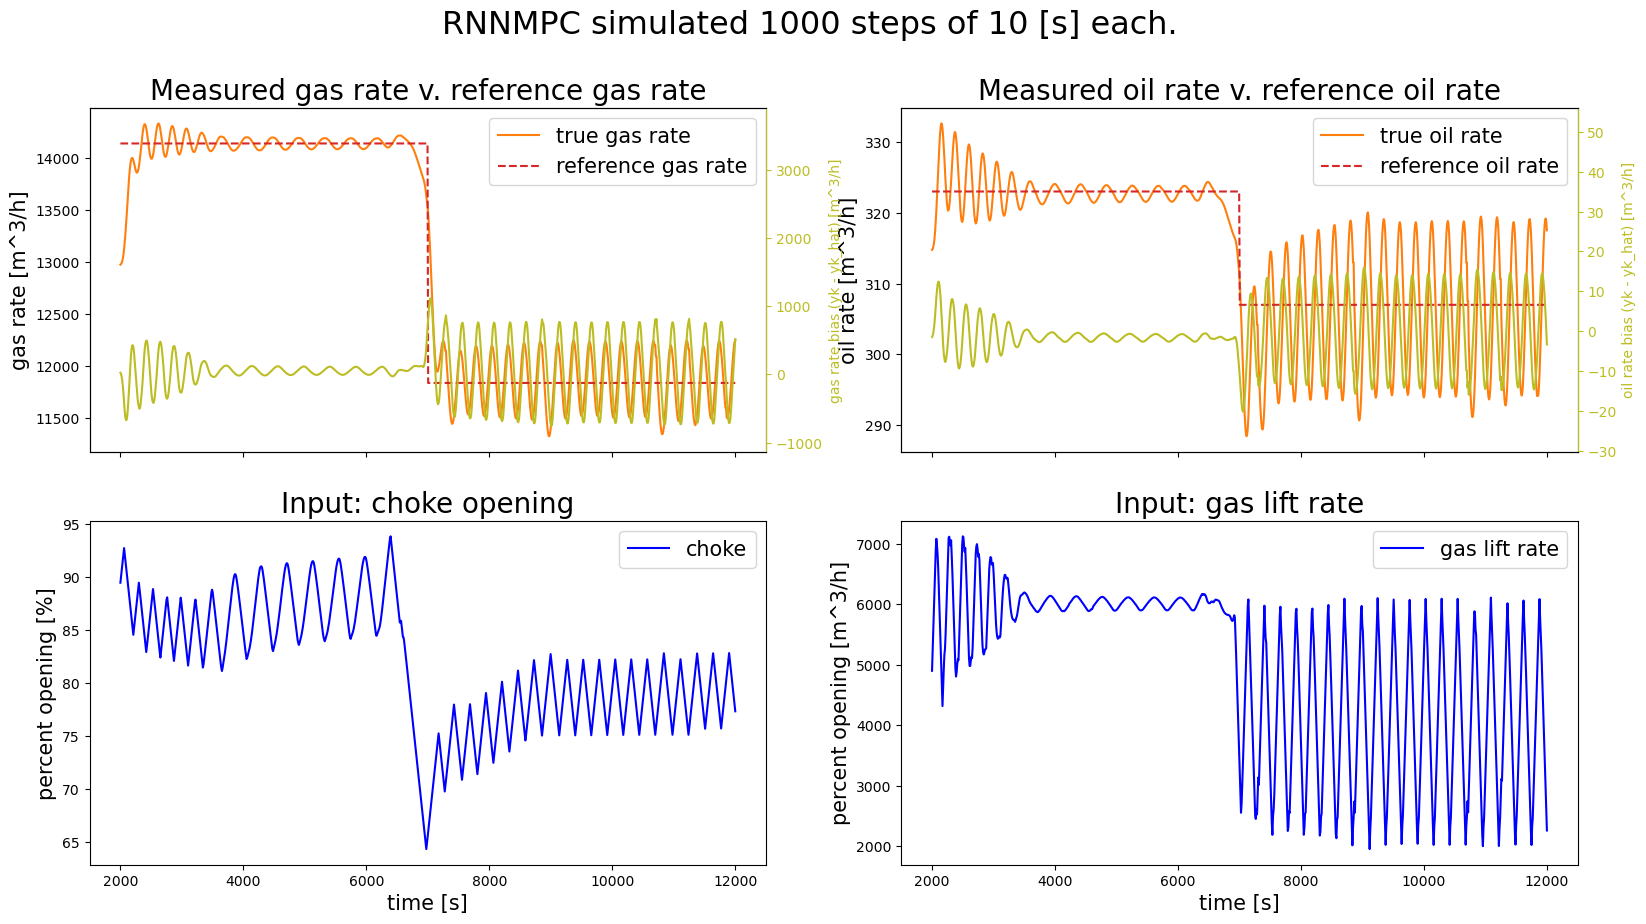 RNNMPC simulated 1000 steps of 10 [s] each.
Measured gas rate v. reference gas rate
gas rate [m^3/h]
14000
13500
13000
12500
12000
11500
true gas rate
reference gas rate
3000
2000
1000
0
−1000
gas rate bias (yk - yk_hat) [m^3/h]
Measured oil rate v. reference oil rate
oil rate [m^3/h]
330
320
310
300
290
true oil rate
reference oil rate
50
40
30
20
10
0
−10
−20
−30
oil rate bias (yk - yk_hat) [m^3/h]
Input: choke opening
percent opening [%]
95
90
85
80
75
70
65
choke
2000 4000 6000 8000 10000 12000
time [s]
Input: gas lift rate
percent opening [m^3/h]
7000
6000
5000
4000
3000
2000
gas lift rate
2000 4000 6000 8000 10000 12000
time [s]